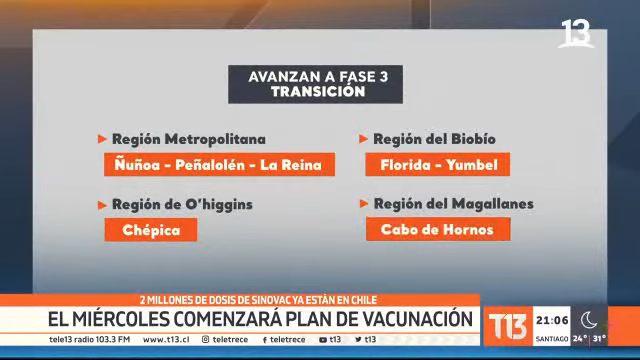 13
AVANZAN A FASE 3
TRANSICIÓN
Región Metropolitana
Ñuñoa - Peñalolén - La Reina
Región de O'higgins
Chépica
Región del Biobío
Florida - Yumbel
Región del Magallanes
Cabo de Hornos
2 MILLONES DE DOSIS DE SINOVAC YA ESTÁN EN CHILE
EL MIÉRCOLES COMENZARÁ PLAN DE VACUNACIÓN
tele13 radio 103.3 FM www.t13.cl teletrece teletrece t13 t13
T13
21:06
SANTIAGO
24° 31°